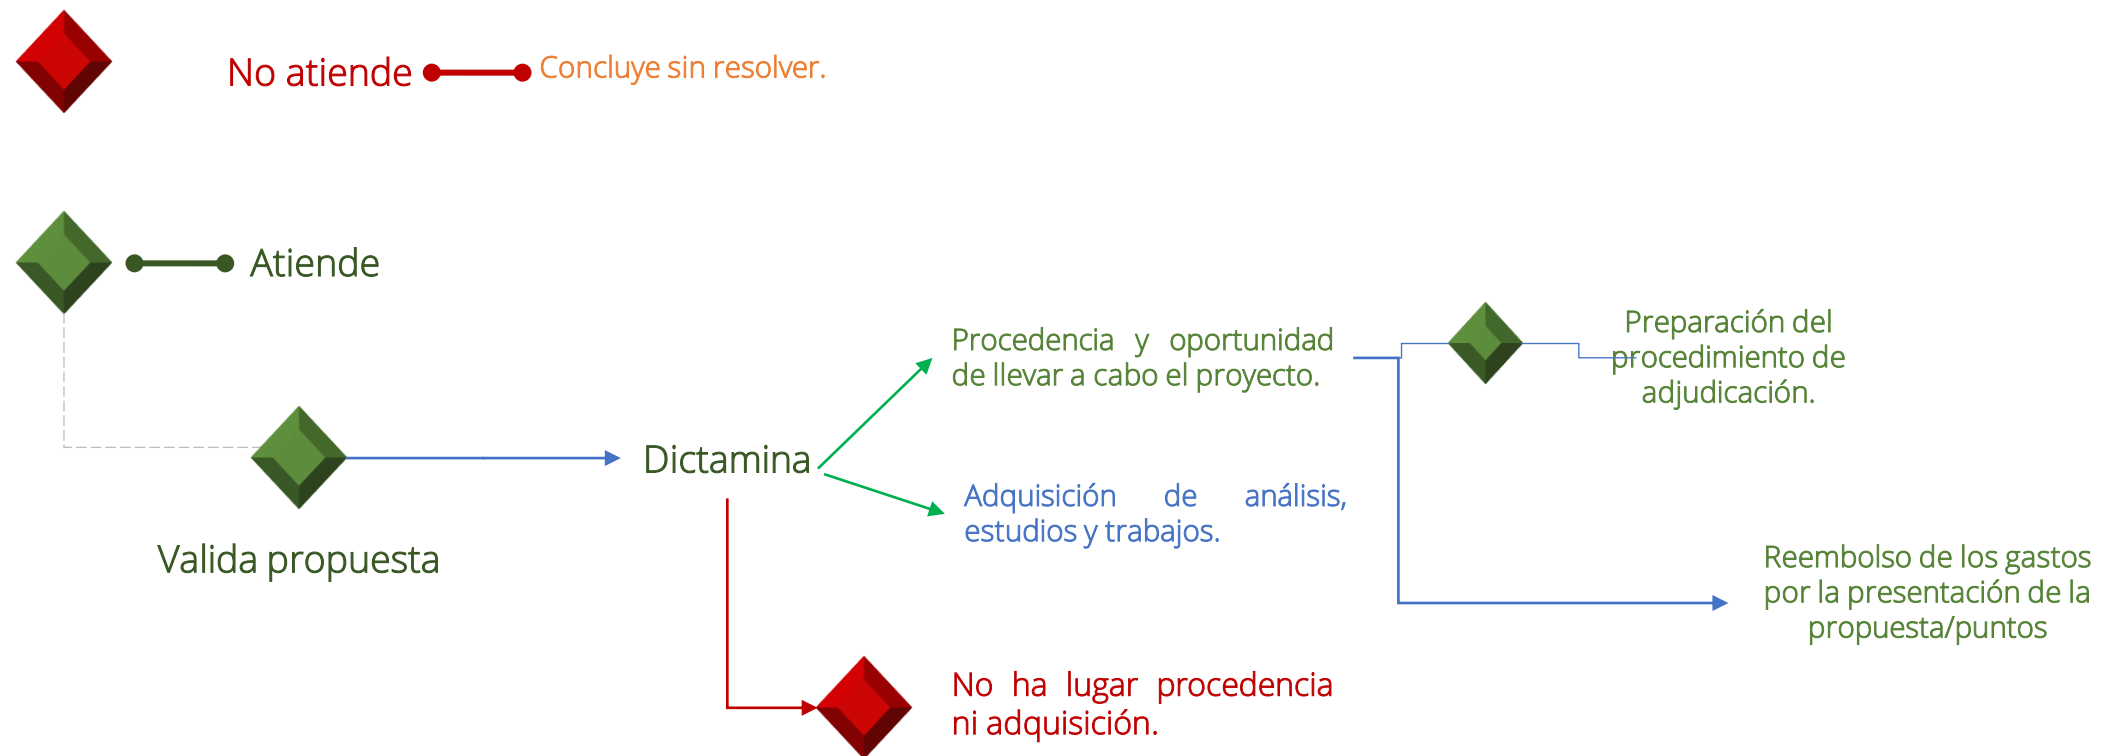 No atiende
Concluye sin resolver.
Atiende
Valida propuesta
Dictamina
Procedencia y oportunidad
de llevar a cabo el proyecto.
Adquisición de análisis,
estudios y trabajos.
No ha lugar procedencia
ni adquisición.
Preparación del
procedimiento de
adjudicación.
Reembolso de los gastos
por la presentación de la
propuesta/puntos